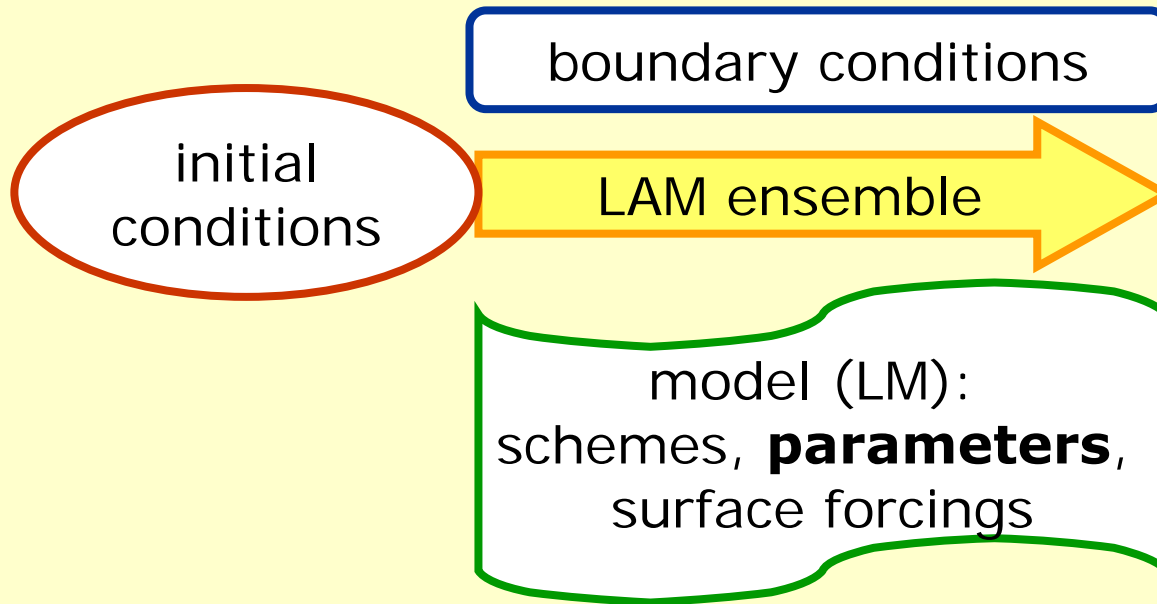 boundary conditions
initial
conditions
LAM ensemble
model (LM):
schemes, parameters,
surface forcings